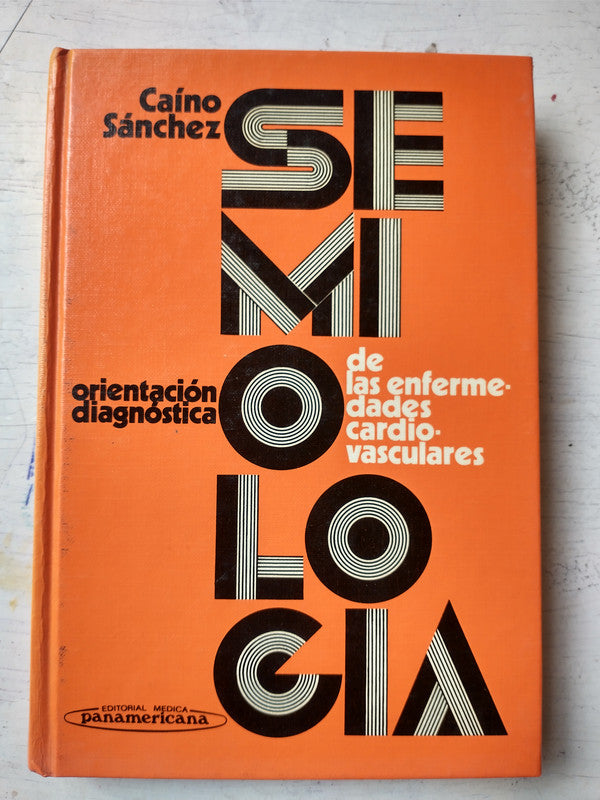 Caíno
Sánchez
SE
MI
O
LO
GIA
orientación
diagnóstica
de
las enferme-
dades
cardio-
vasculares
EDITORIAL MEDICA
panamericana